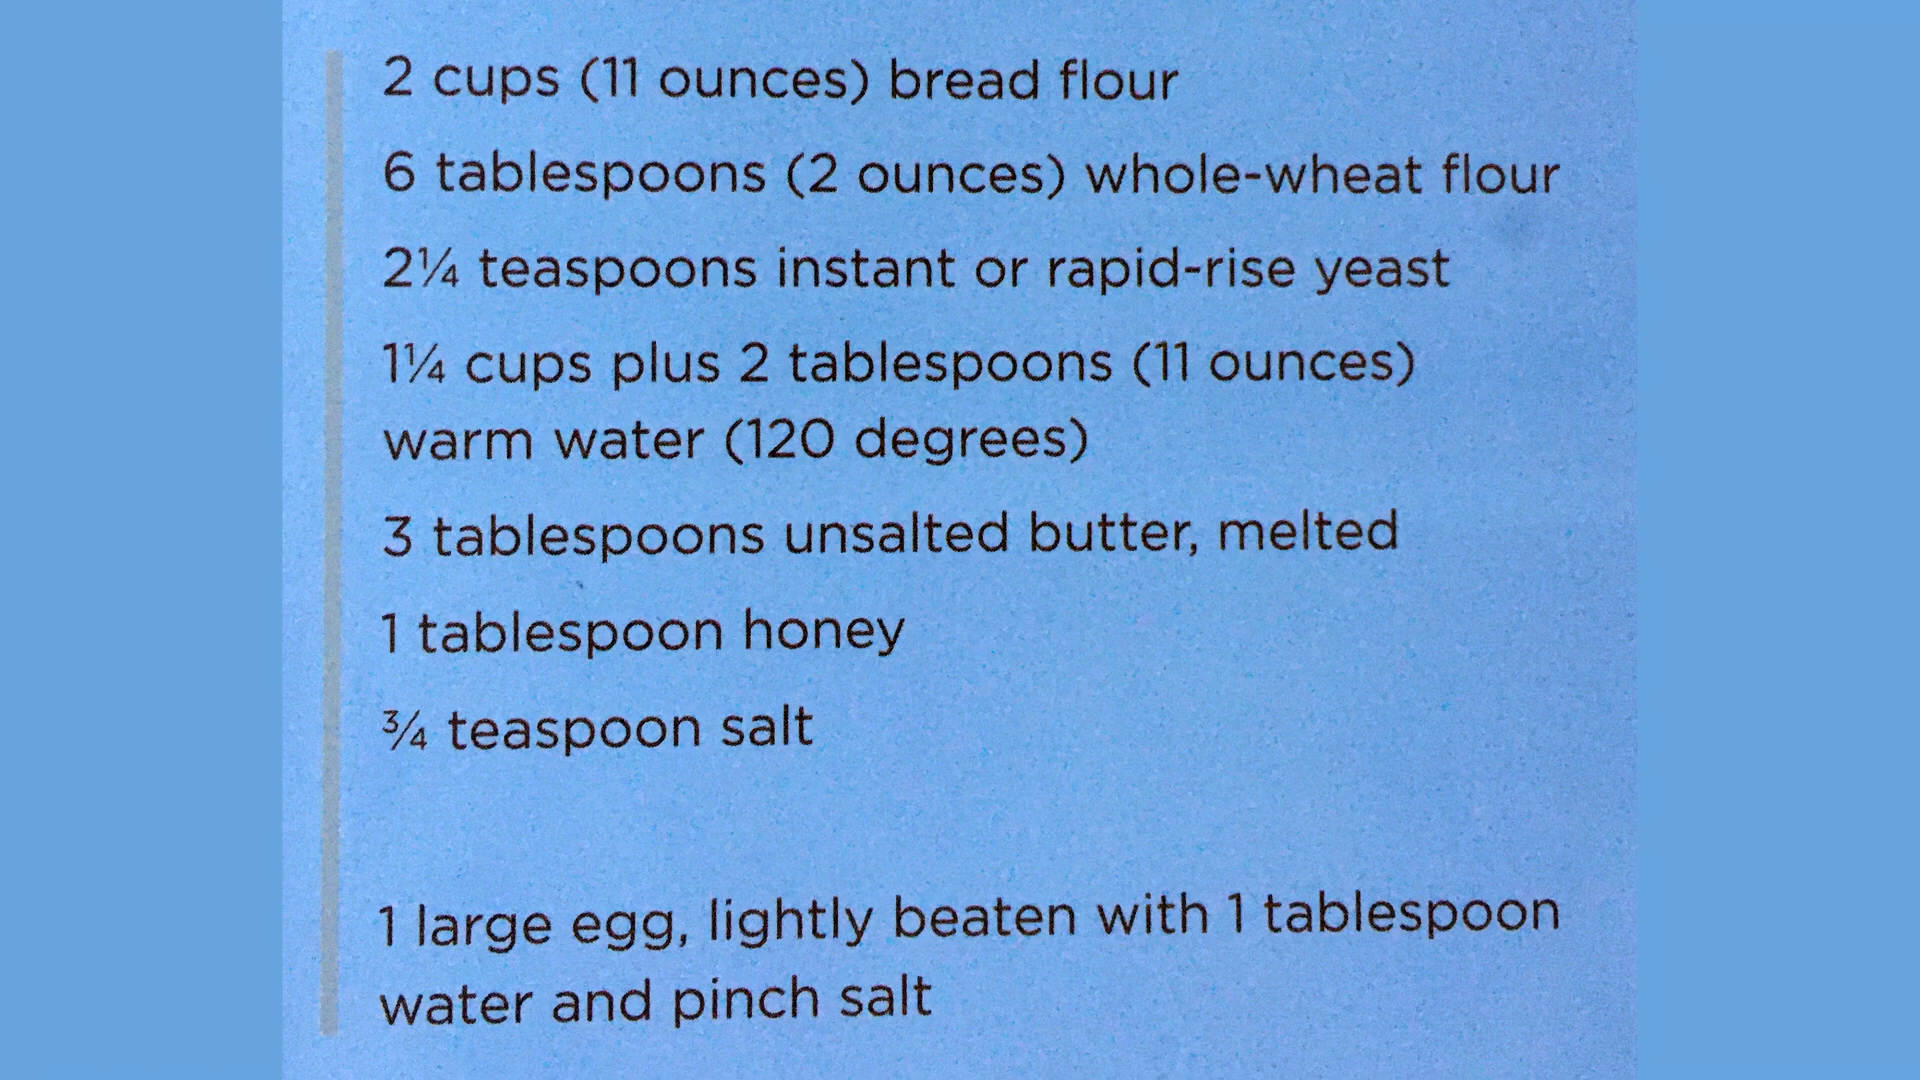 2 cups (11 ounces) bread flour
6 tablespoons (2 ounces) whole-wheat flour
2¼ teaspoons instant or rapid-rise yeast
1¼ cups plus 2 tablespoons (11 ounces)
warm water (120 degrees)
3 tablespoons unsalted butter, melted
1 tablespoon honey
¾ teaspoon salt
1 large egg, lightly beaten with 1 tablespoon
water and pinch salt